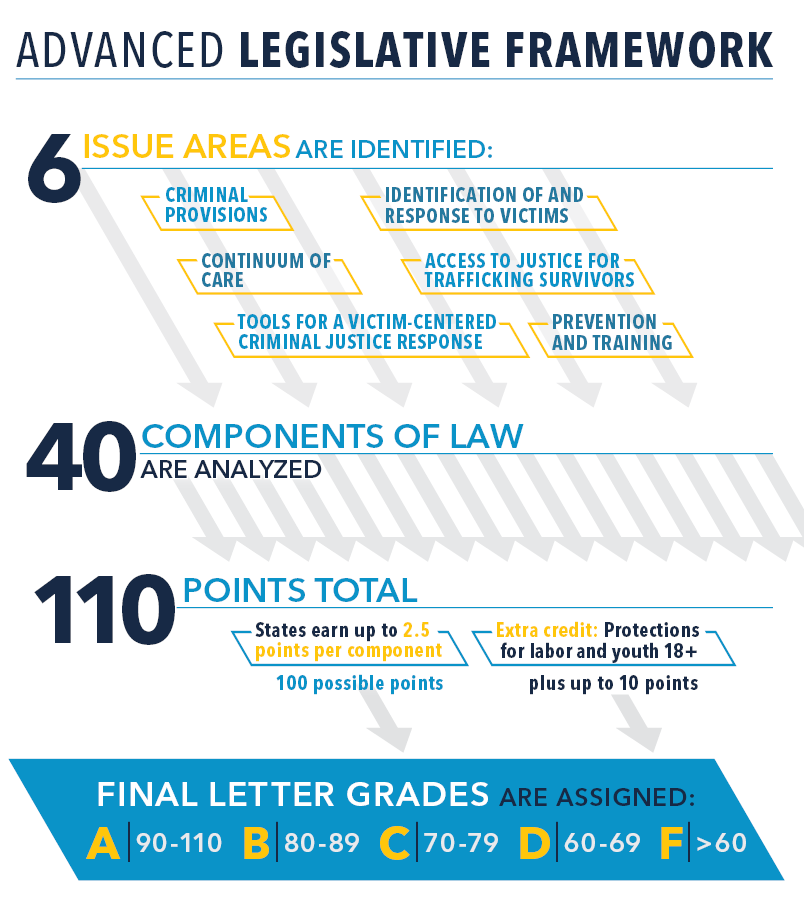 ADVANCED LEGISLATIVE FRAMEWORK
6 ISSUE AREAS ARE IDENTIFIED:
CRIMINAL
PROVISIONS
IDENTIFICATION OF AND
RESPONSE TO VICTIMS
CONTINUUM OF
CARE
ACCESS TO JUSTICE FOR
TRAFFICKING SURVIVORS
TOOLS FOR A VICTIM-CENTERED
CRIMINAL JUSTICE RESPONSE
PREVENTION
AND TRAINING
40 COMPONENTS OF LAW
ARE ANALYZED
110 POINTS TOTAL
States earn up to 2.5
points per component
100 possible points
Extra credit: Protections
for labor and youth 18+
plus up to 10 points
FINAL LETTER GRADES ARE ASSIGNED:
A 90-110 B 80-89 C 70-79 D 60-69 F >60